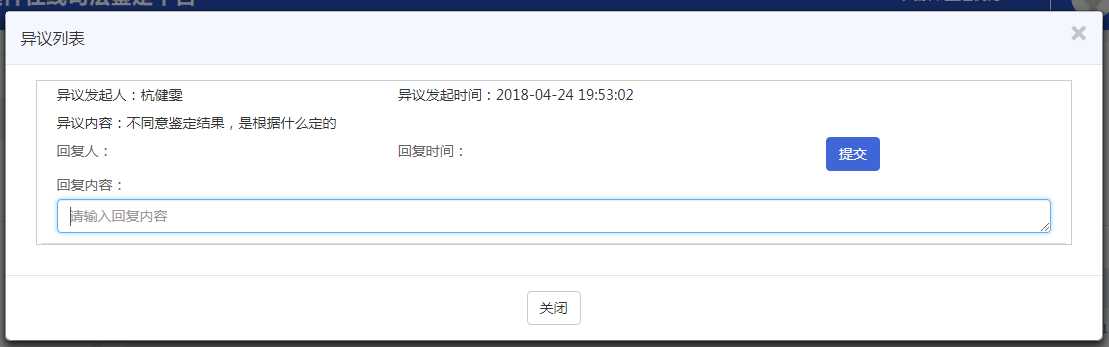 异议列表
异议发起人：杭健雯 异议发起时间：2018-04-24 19:53:02
异议内容：不同意鉴定结果，是根据什么定的
回复人： 回复时间： 提交
回复内容：
请输入回复内容
关闭